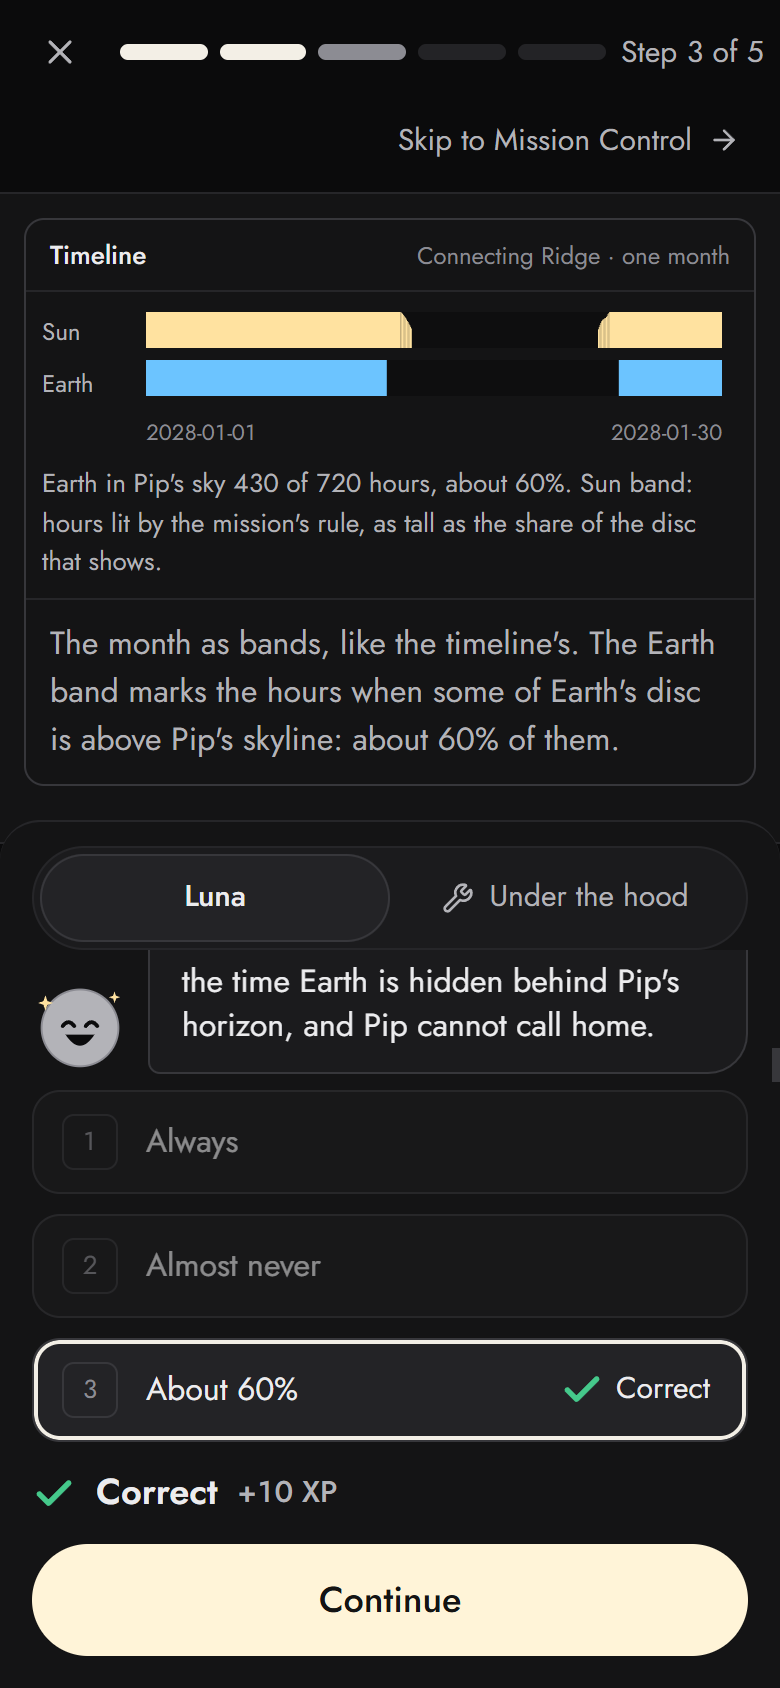 Step 3 of 5
Skip to Mission Control
Timeline
Connecting Ridge · one month
Sun
Earth
2028-01-01
2028-01-30
Earth in Pip's sky 430 of 720 hours, about 60%. Sun band:
hours lit by the mission's rule, as tall as the share of the disc
that shows.
The month as bands, like the timeline's. The Earth
band marks the hours when some of Earth's disc
is above Pip's skyline: about 60% of them.
Luna
Under the hood
the time Earth is hidden behind Pip's
horizon, and Pip cannot call home.
1 Always
2 Almost never
3 About 60%
Correct
Correct +10 XP
Continue